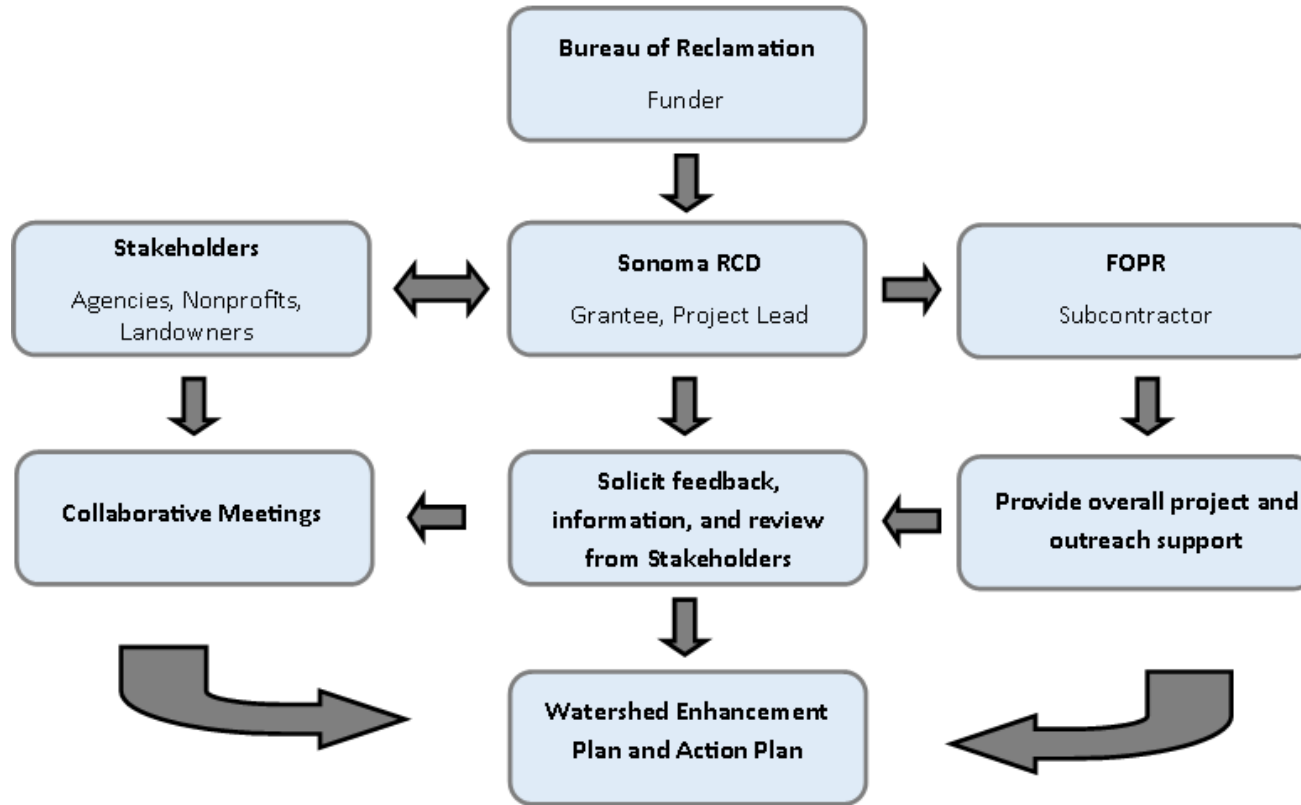 Bureau of Reclamation
Funder
Stakeholders
Agencies, Nonprofits,
Landowners
Sonoma RCD
Grantee, Project Lead
FOPR
Subcontractor
Collaborative Meetings
Solicit feedback,
information, and review
from Stakeholders
Provide overall project and
outreach support
Watershed Enhancement
Plan and Action Plan